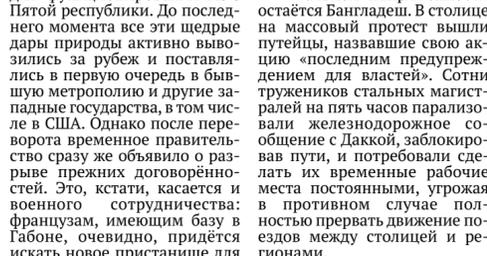 Пятой республики. До послед-
него момента все эти щедрые
дары природы активно выво-
зились за рубеж и поставля-
лись в первую очередь в быв-
шую метрополию и другие за-
падные государства, в том чис-
ле в США. Однако после пере-
ворота временное правитель-
ство сразу же объявило о раз-
рыве прежних договорённо-
стей. Это, кстати, касается и
военного сотрудничества:
французам, имеющим базу в
Габоне, очевидно, придётся
искать новое пристанище для
остаётся Бангладеш. В столице
на массовый протест вышли
путейцы, назвавшие свою ак-
цию «последним предупреж-
дением для властей». Сотни
тружеников стальных магист-
ралей на пять часов парализо-
вали железнодорожное со-
общение с Даккой, заблокиро-
вав пути, и потребовали сде-
лать их временные рабочие
места постоянными, угрожая
в противном случае пол-
ностью прервать движение по-
ездов между столицей и ре-
гионами.